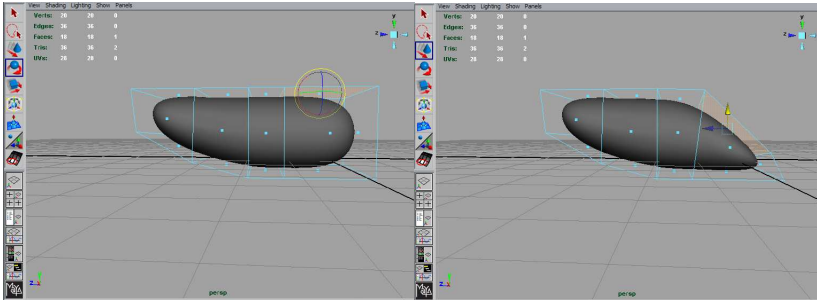 View Shading Lighting Show Panels
Verts: 20 20 0
Edges: 36 36 0
Faces: 18 18 1
Tris: 36 36 2
UVs: 20 20 0
y
z
persp
View Shading Lighting Show Panels
Verts: 20 20 0
Edges: 36 36 0
Faces: 18 18 1
Tris: 36 36 2
UVs: 20 20 0
y
z
persp